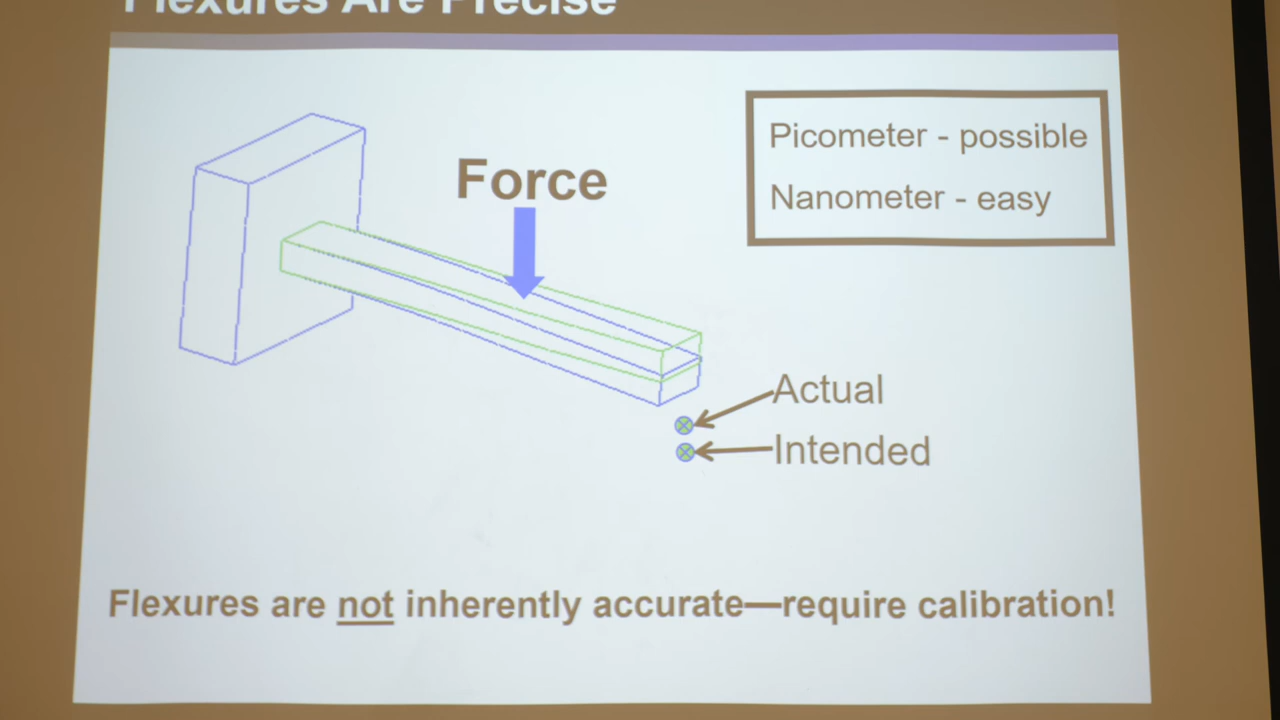 Flexures Are Precise
Picometer - possible
Force
Nanometer - easy
Actual
Intended
Flexures are not inherently accurate—require calibration!